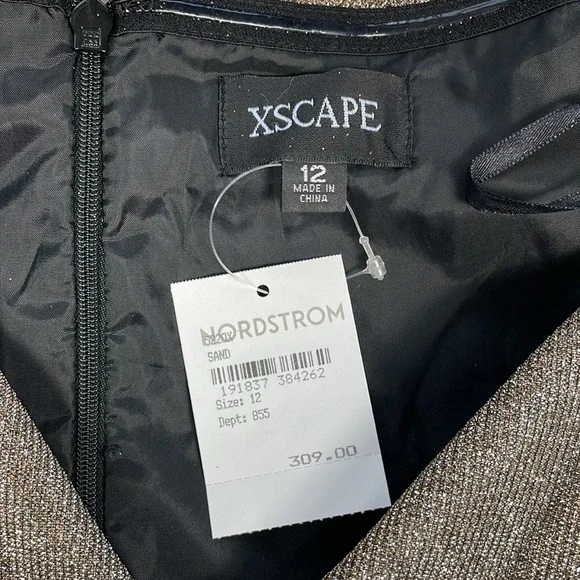 XSCAPE
12
MADE IN
CHINA
NORDSTROM
SAND
191837 384262
Size: 12
Dept: 855
309.00